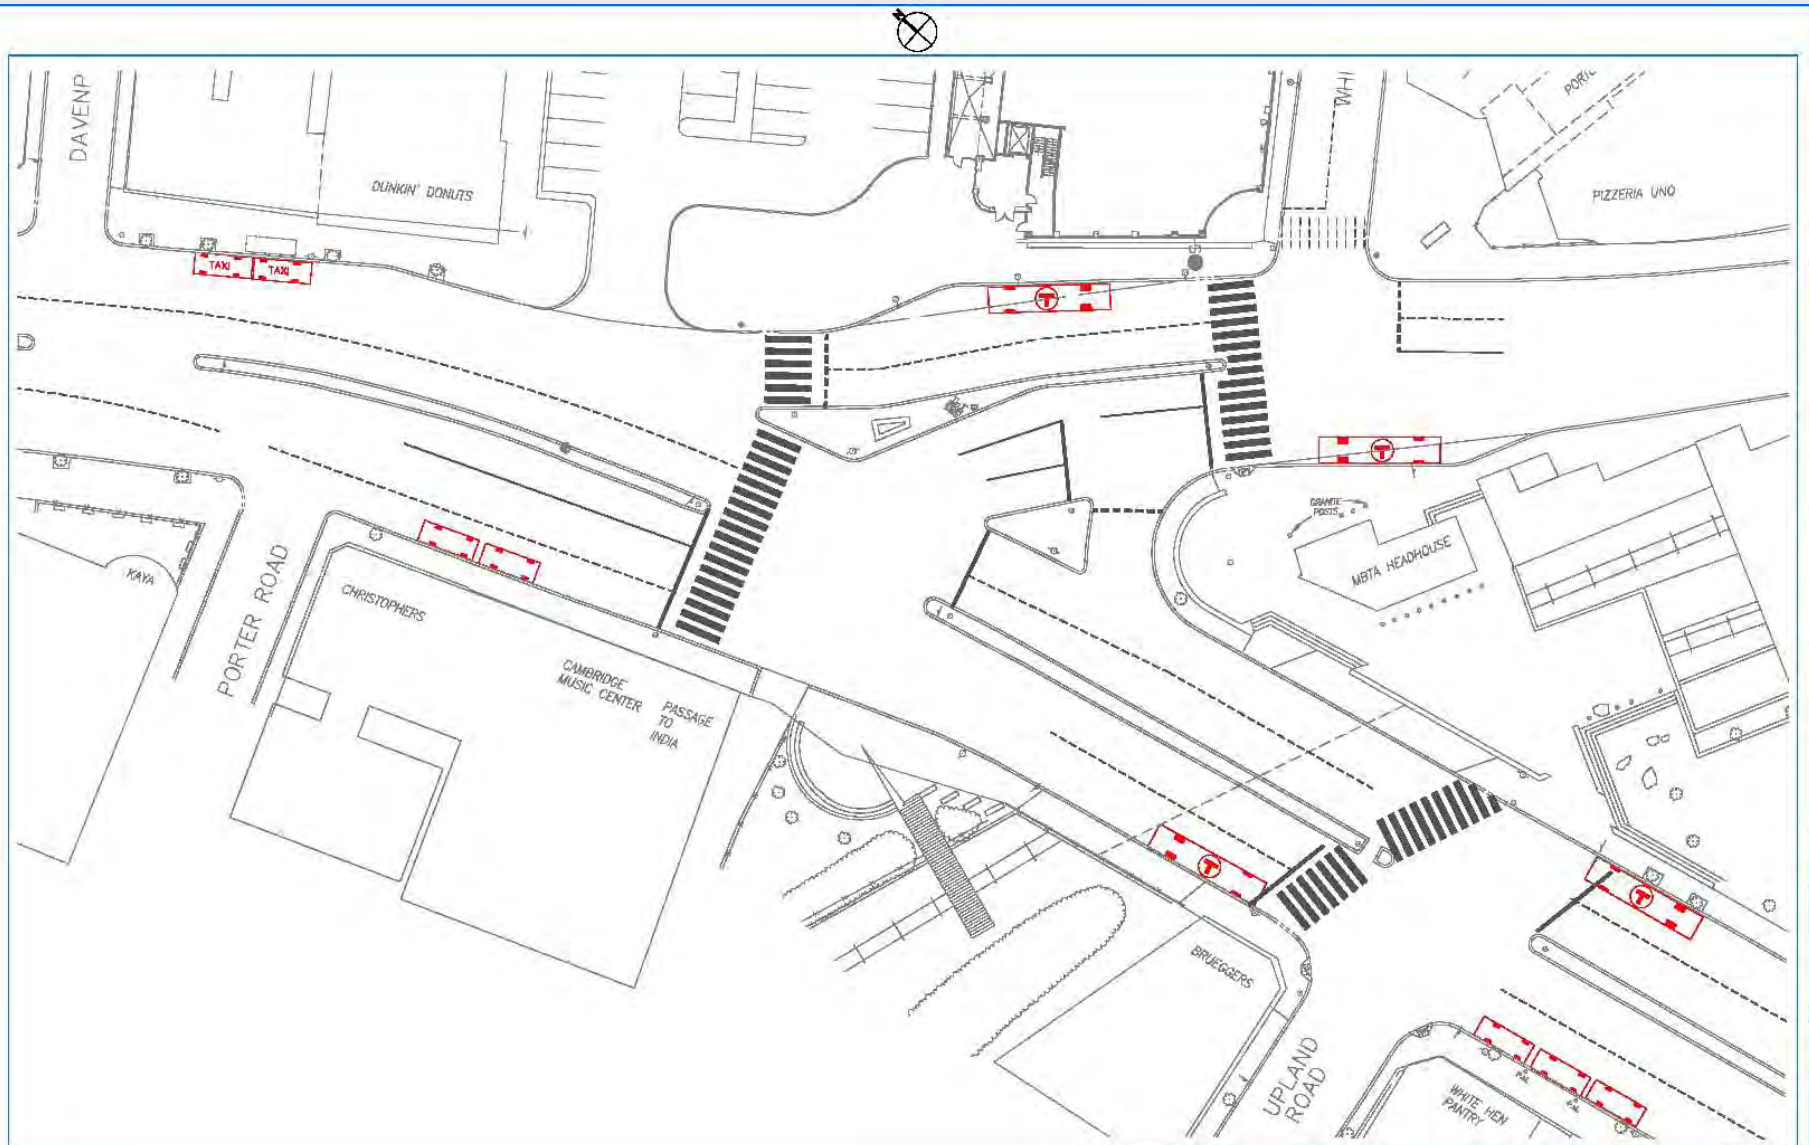 N
DAVENP
WHI
DUNKIN' DONUTS
PIZZERIA UNO
TAXI
TAXI
T
T
GRANITE
POSTS
MBTA HEADHOUSE
KAYA
PORTER ROAD
CHRISTOPHERS
CAMBRIDGE
MUSIC CENTER
PASSAGE
TO
INDIA
T
T
BRUEGGERS
UPLAND
ROAD
WHITE HEN
PANTRY